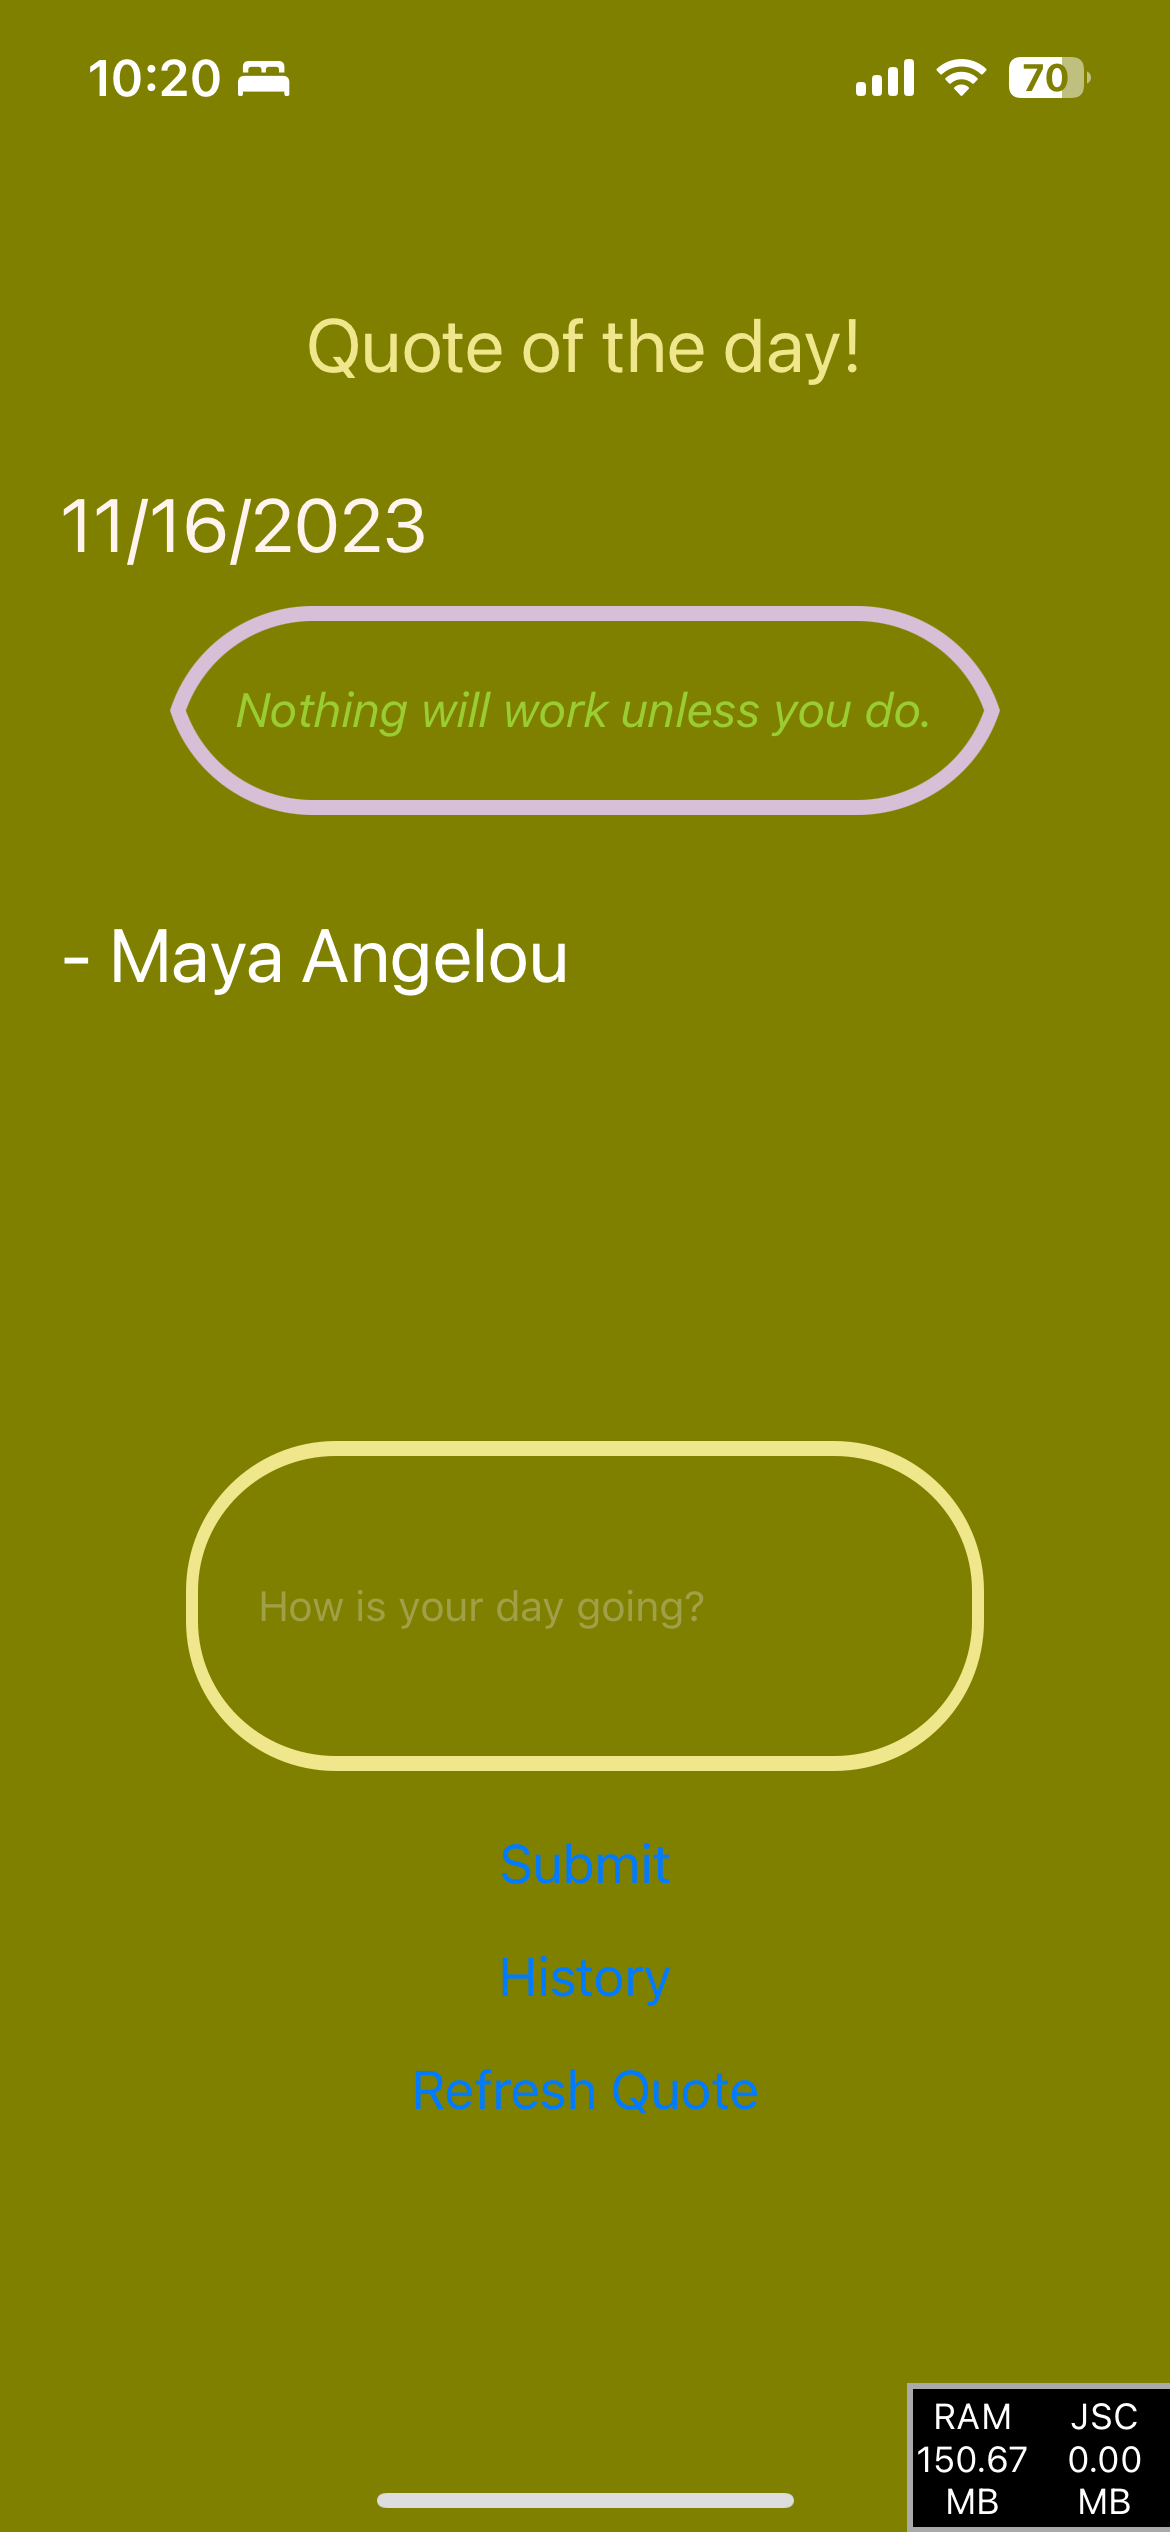 10:20
70
Quote of the day!
11/16/2023
Nothing will work unless you do.
- Maya Angelou
How is your day going?
Submit
History
Refresh Quote
RAM JSC
150.67 0.00
MB MB